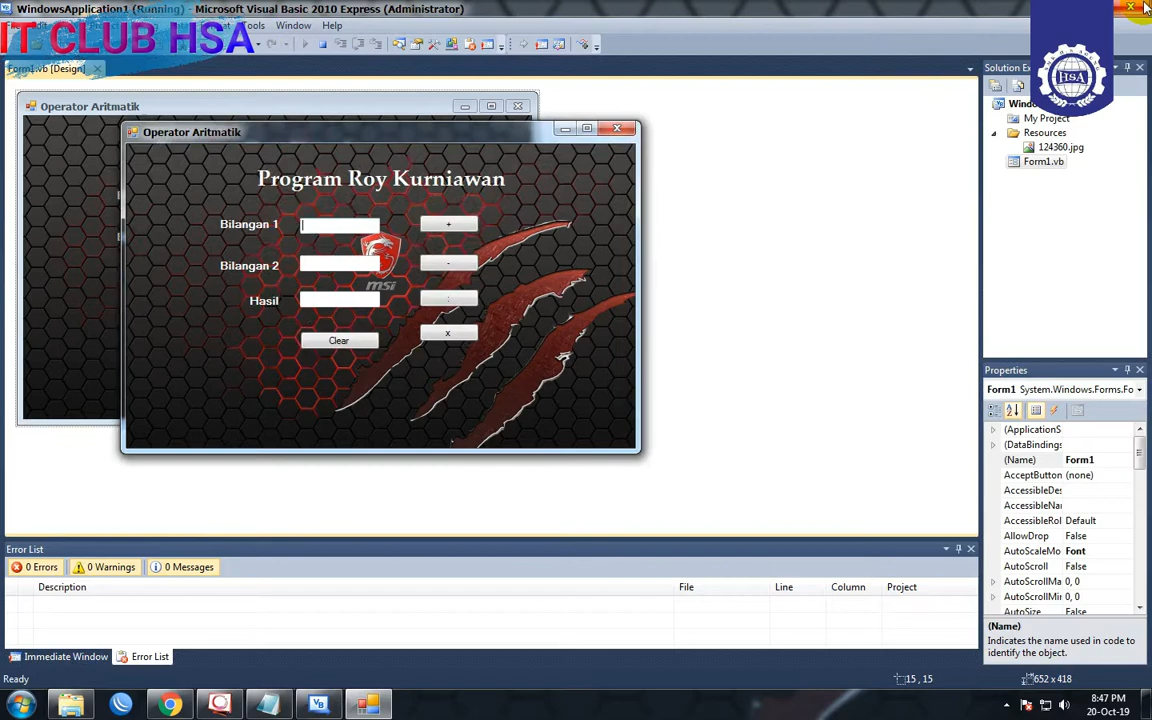 WindowsApplication1 (Running) - Microsoft Visual Basic 2010 Express (Administrator)
Tools Window Help
IT CLUB HSA
HSA
Form1.vb [Design]
Operator Aritmatik
Operator Aritmatik
Program Roy Kurniawan
Bilangan 1
+
Bilangan 2
-
msi
Hasil
:
Clear
x
Solution Ex
My Project
Resources
124360.jpg
Form1.vb
Properties
Form1 System.Windows.Forms.Fo
(ApplicationS
(DataBindings
(Name) Form1
AcceptButton (none)
AccessibleDes
AccessibleNar
AccessibleRol Default
AllowDrop False
AutoScaleMo Font
AutoScroll False
AutoScrollMa 0, 0
AutoScrollMin 0, 0
AutoSize False
(Name)
Indicates the name used in code to
identify the object.
Error List
0 Errors 0 Warnings 0 Messages
Description File Line Column Project
Immediate Window Error List
Ready 15 , 15 652 x 418
8:47 PM
20-Oct-19